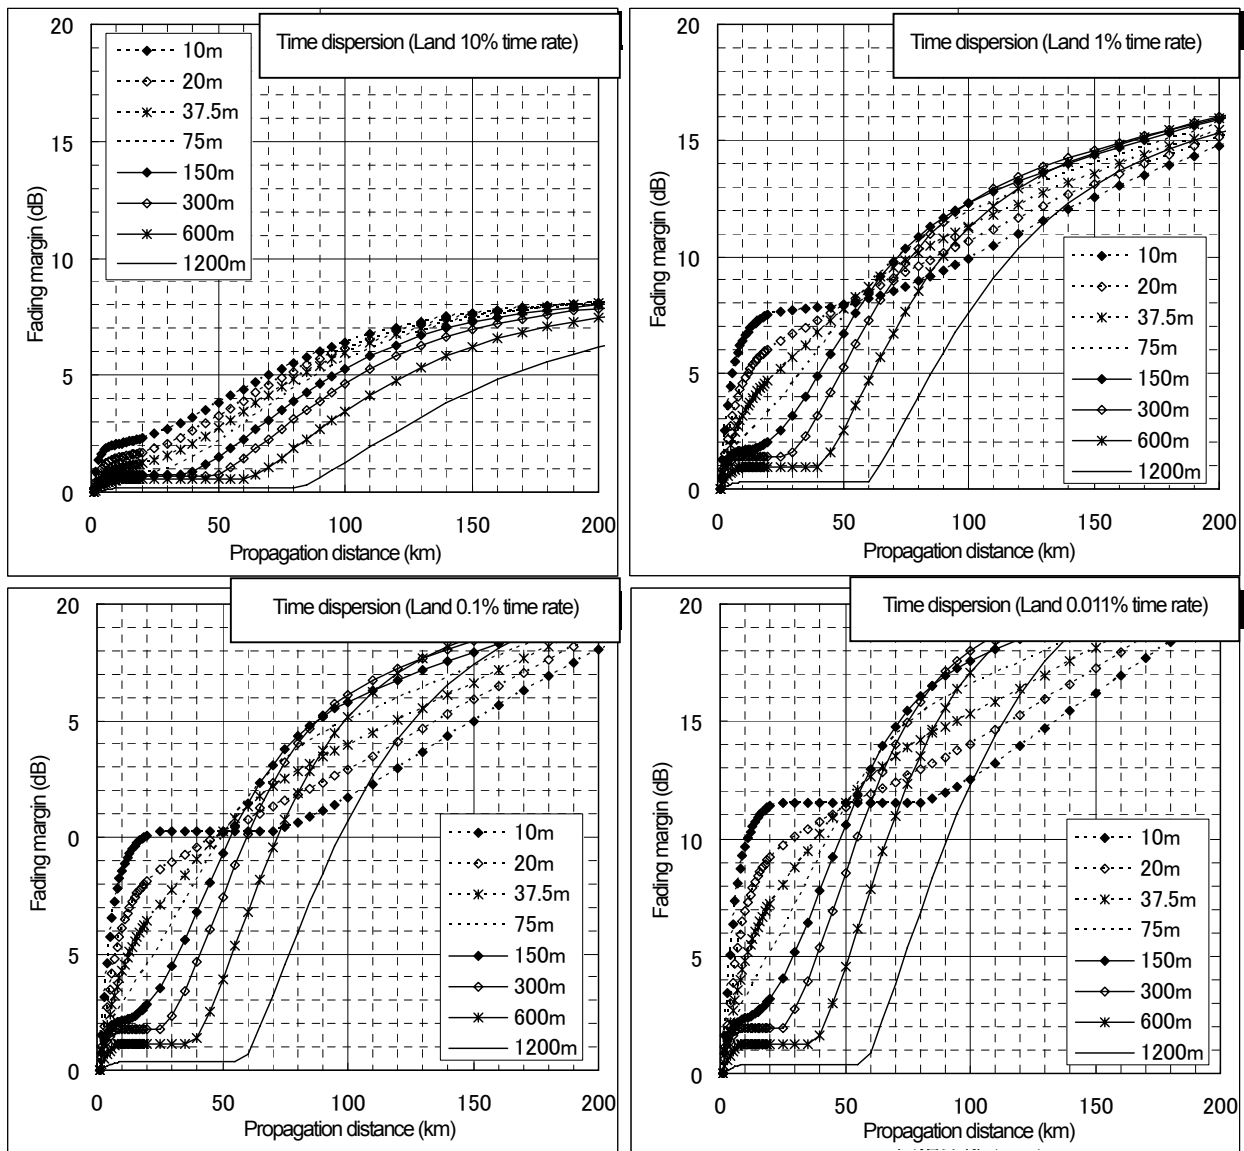 Time dispersion (Land 10% time rate)
20
15
10
5
0
Fading margin (dB)
10m
20m
37.5m
75m
150m
300m
600m
1200m
0
50
100
150
200
Propagation distance (km)
Time dispersion (Land 1% time rate)
20
15
10
5
0
Fading margin (dB)
10m
20m
37.5m
75m
150m
300m
600m
1200m
0
50
100
150
200
Propagation distance (km)
Time dispersion (Land 0.1% time rate)
20
5
0
5
0
Fading margin (dB)
10m
20m
37.5m
75m
150m
300m
600m
1200m
0
50
100
150
200
Propagation distance (km)
Time dispersion (Land 0.011% time rate)
20
15
10
5
0
Fading margin (dB)
10m
20m
37.5m
75m
150m
300m
600m
1200m
0
50
100
150
200
Propagation distance (km)